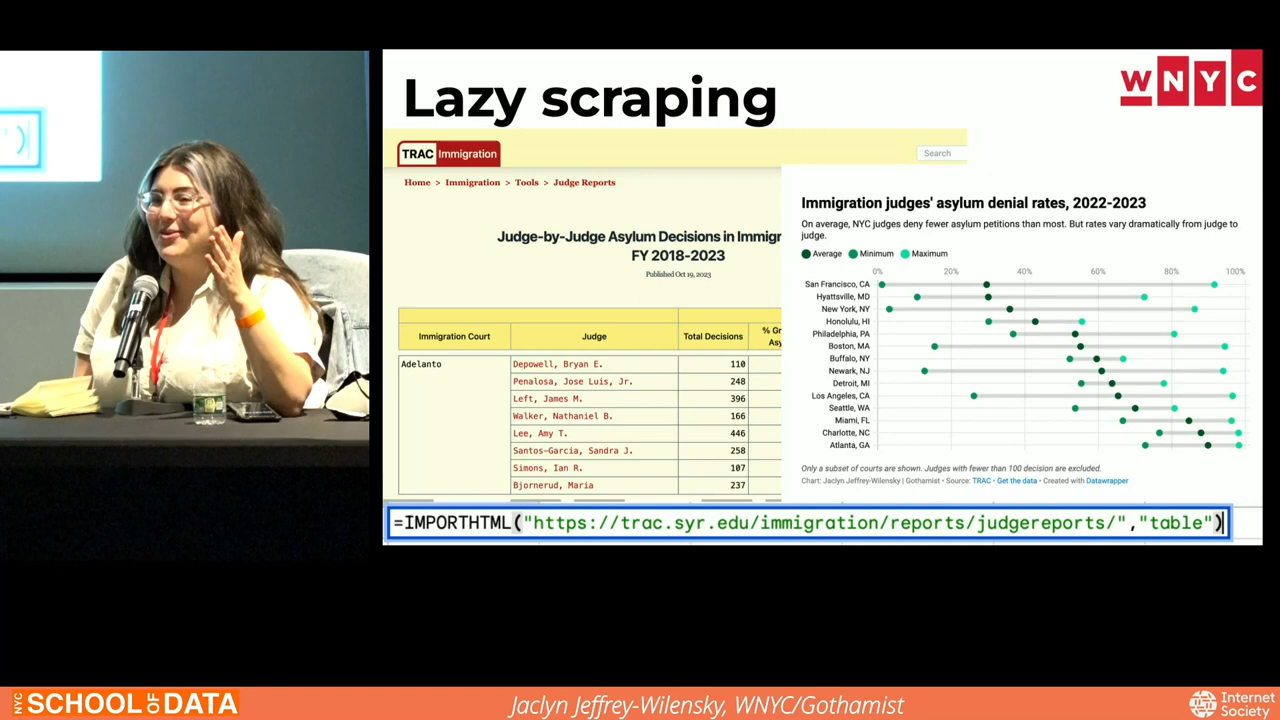 ")
Lazy scraping
WNYC
TRAC Immigration
Search
Home > Immigration > Tools > Judge Reports
Judge-by-Judge Asylum Decisions in Immigr
FY 2018-2023
Published Oct 19, 2023
Immigration Court
Judge
Total Decisions
% Gr
Asy
Adelanto
Depowell, Bryan E. 110
Penalosa, Jose Luis, Jr. 248
Left, James M. 396
Walker, Nathaniel B. 166
Lee, Amy T. 446
Santos-Garcia, Sandra J. 258
Simons, Ian R. 107
Bjornerud, Maria 237
Immigration judges' asylum denial rates, 2022-2023
On average, NYC judges deny fewer asylum petitions than most. But rates vary dramatically from judge to
judge.
Average Minimum Maximum
0% 20% 40% 60% 80% 100%
San Francisco, CA
Hyattsville, MD
New York, NY
Honolulu, HI
Philadelphia, PA
Boston, MA
Buffalo, NY
Newark, NJ
Detroit, MI
Los Angeles, CA
Seattle, WA
Miami, FL
Charlotte, NC
Atlanta, GA
Only a subset of courts are shown. Judges with fewer than 100 decision are excluded.
Chart: Jaclyn Jeffrey-Wilensky | Gothamist • Source: TRAC • Get the data • Created with Datawrapper
=IMPORTHTML("https://trac.syr.edu/immigration/reports/judgereports/","table")
NYC SCHOOL OF DATA
Jaclyn Jeffrey-Wilensky, WNYC/Gothamist
Internet
Society